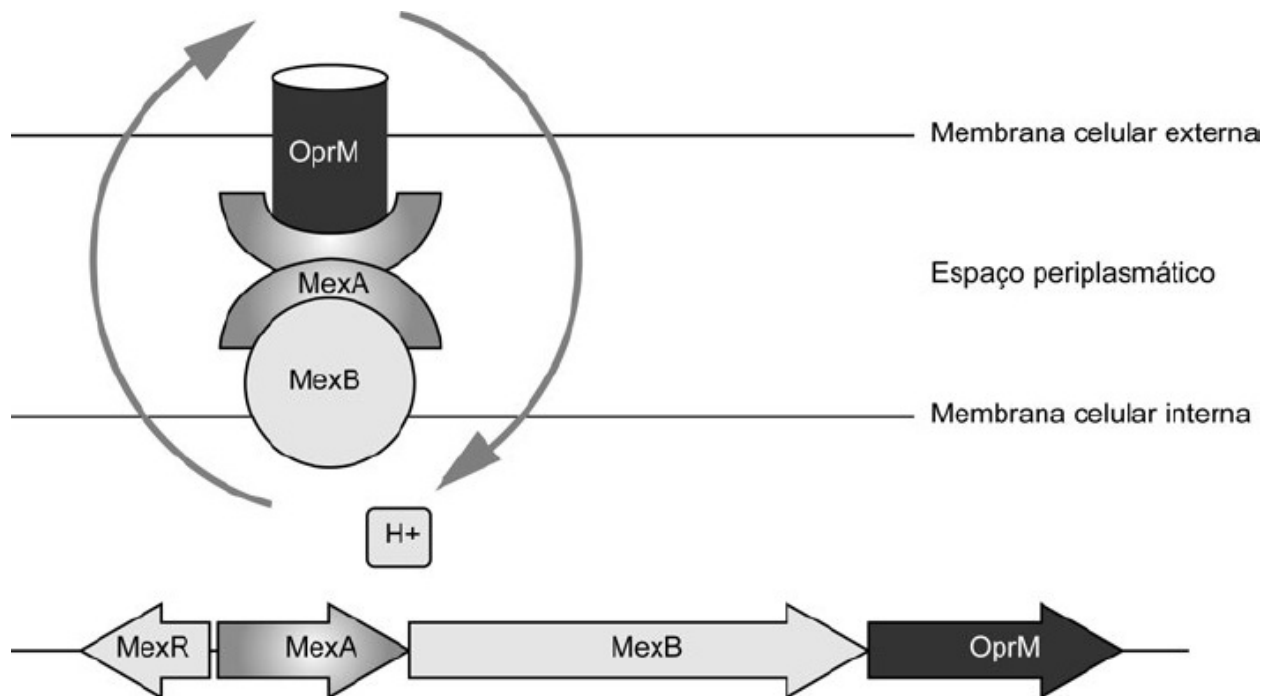 OprM
Membrana celular externa
MexA
Espaço periplasmático
MexB
Membrana celular interna
H+
MexR MexA MexB OprM